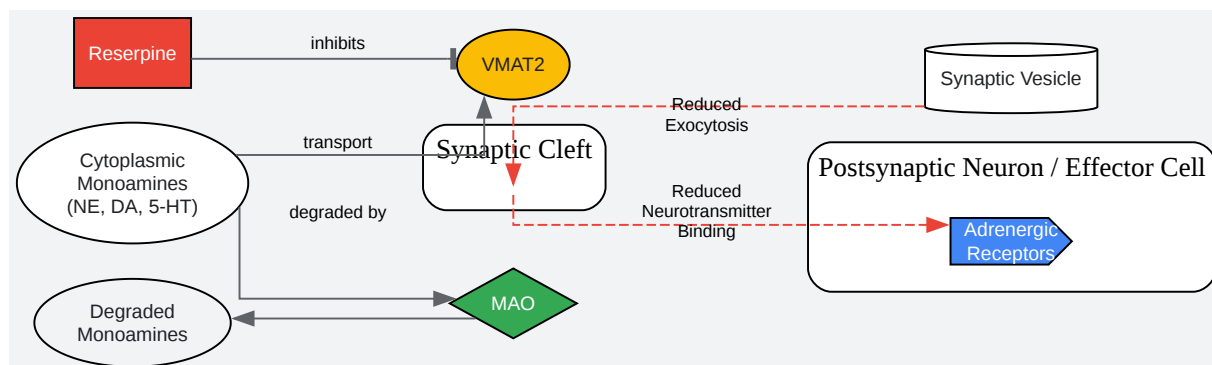 Reserpine
inhibits
VMAT2
Synaptic Vesicle
Reduced
Exocytosis
transport
Synaptic Cleft
Postsynaptic Neuron / Effector Cell
Cytoplasmic
Monoamines
(NE, DA, 5-HT)
degraded by
Reduced
Neurotransmitter
Binding
Adrenergic
Receptors
MAO
Degraded
Monoamines